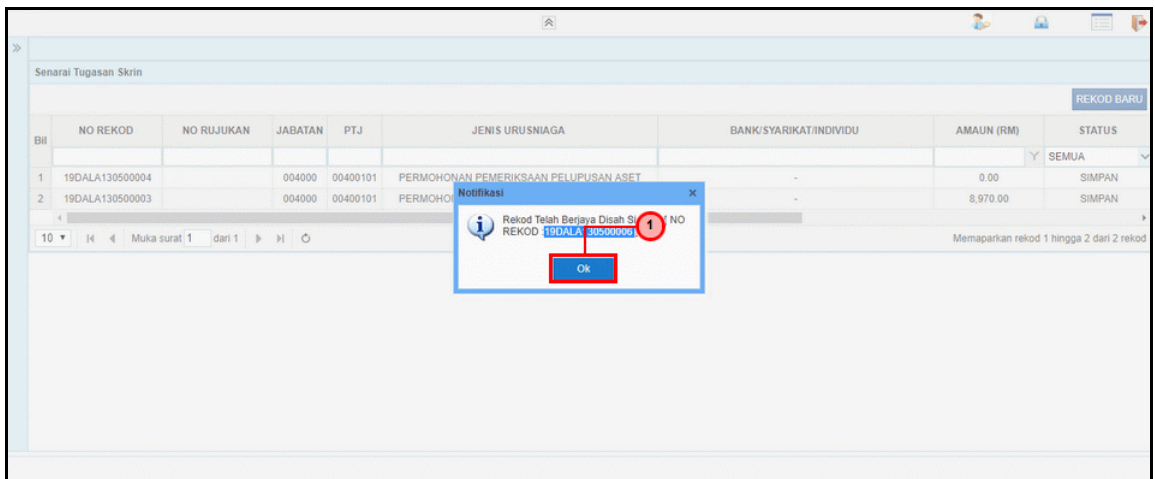 Senarai Tugasan Skrin
REKOD BARU
Bil NO REKOD NO RUJUKAN JABATAN PTJ JENIS URUSNIAGA BANK/SYARIKAT/INDIVIDU AMAUN (RM) STATUS
SEMUA
1 19DALA130500004 004000 00400101 PERMOHONAN PEMERIKSAAN PELUPUSAN ASET - 0.00 SIMPAN
2 19DALA130500003 004000 00400101 - 8,970.00 SIMPAN
Notifikasi
Rekod Telah Berjaya Disah NO
REKOD :19DALA130500006
1
Ok
10 Muka surat 1 dari 1 Memaparkan rekod 1 hingga 2 dari 2 rekod